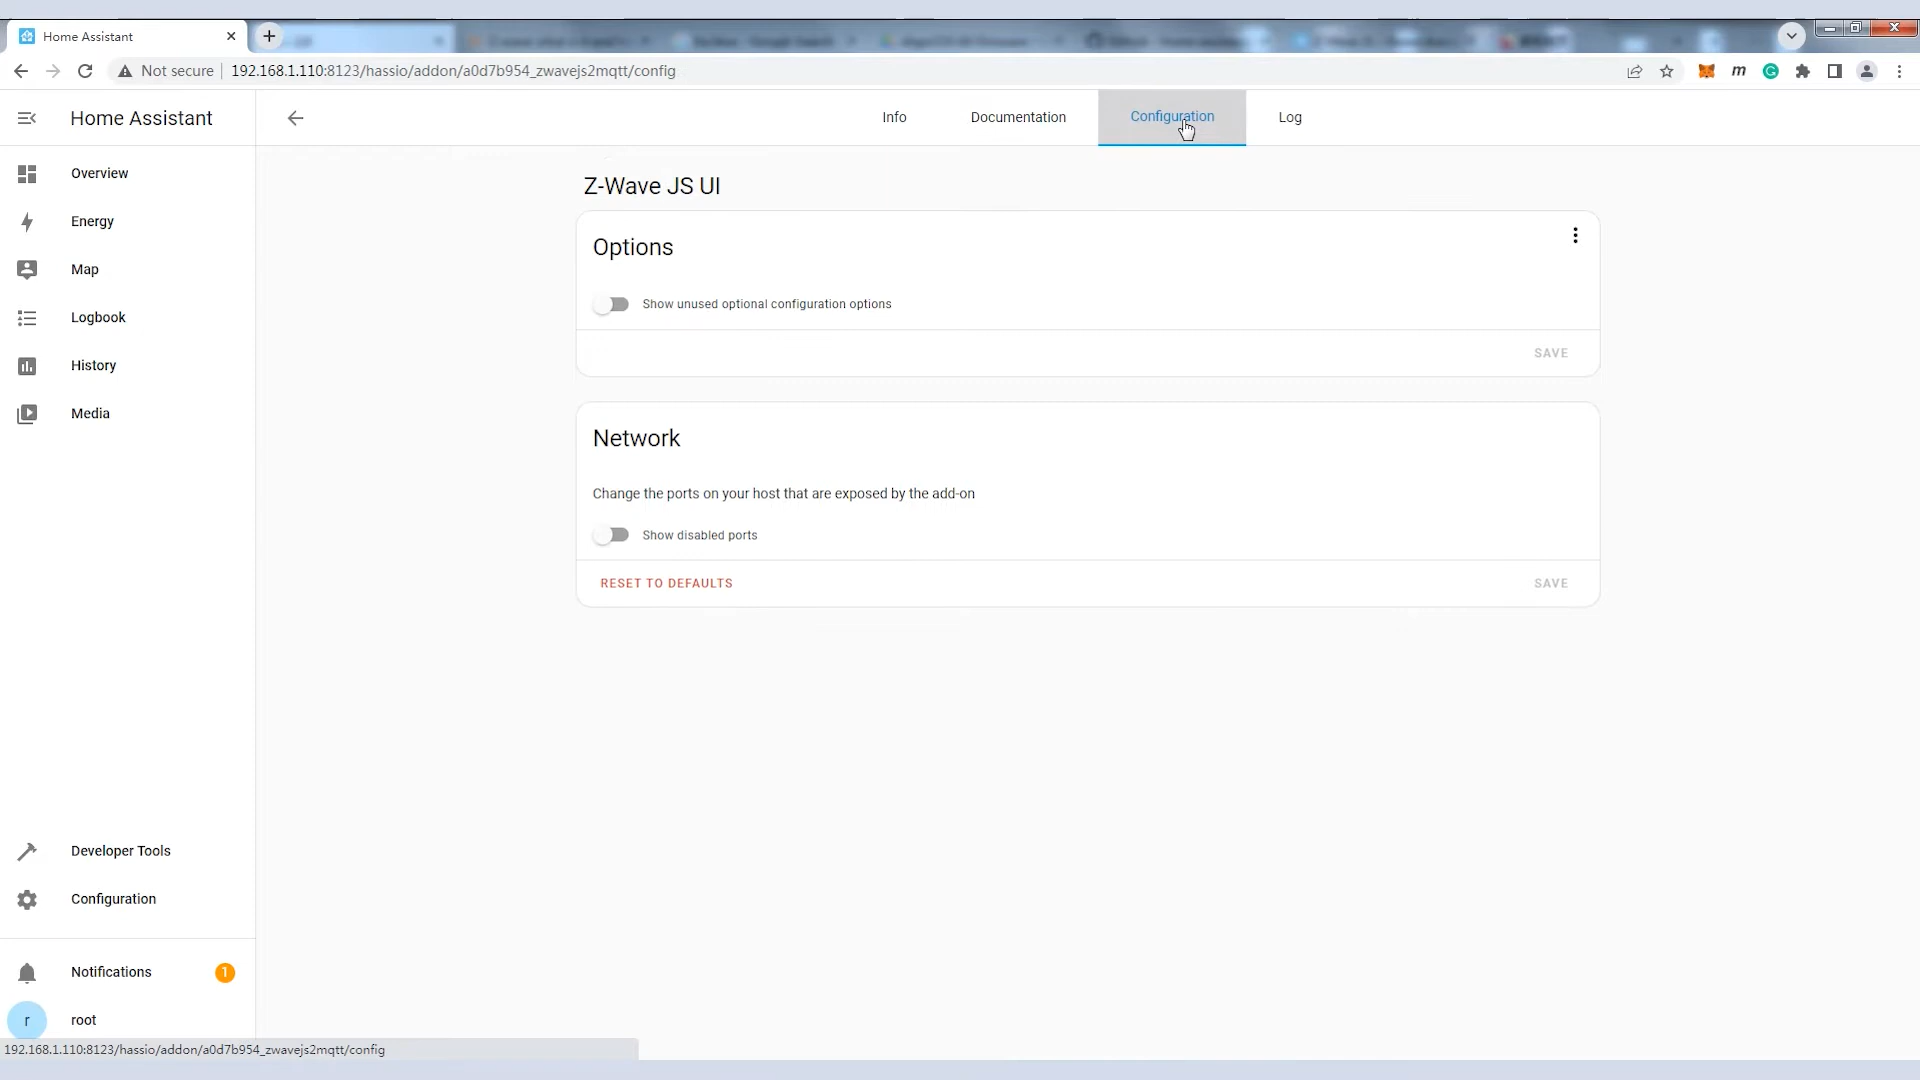 Home Assistant
Not secure
192.168.1.110:8123/hassio/addon/a0d7b954_zwavejs2mqtt/config
Home Assistant
Info
Documentation
Configuration
Log
Overview
Energy
Map
Logbook
History
Media
Z-Wave JS UI
Options
Show unused optional configuration options
SAVE
Network
Change the ports on your host that are exposed by the add-on
Show disabled ports
RESET TO DEFAULTS
SAVE
Developer Tools
Configuration
Notifications
1
r
root
192.168.1.110:8123/hassio/addon/a0d7b954_zwavejs2mqtt/config